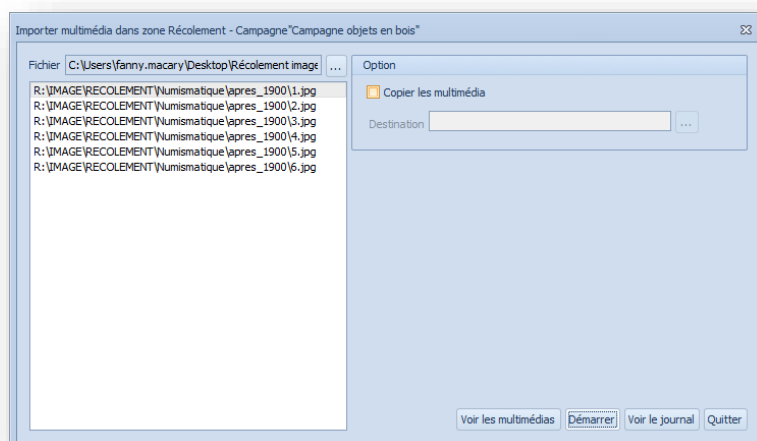 Importer multimédia dans zone Récolement - Campagne"Campagne objets en bois"
Fichier C:\Users\fanny.macary\Desktop\Récolement image ...
R:\IMAGE\RECOLEMENT\Numismatique\apres_1900\1.jpg
R:\IMAGE\RECOLEMENT\Numismatique\apres_1900\2.jpg
R:\IMAGE\RECOLEMENT\Numismatique\apres_1900\3.jpg
R:\IMAGE\RECOLEMENT\Numismatique\apres_1900\4.jpg
R:\IMAGE\RECOLEMENT\Numismatique\apres_1900\5.jpg
R:\IMAGE\RECOLEMENT\Numismatique\apres_1900\6.jpg
Option
Copier les multimédia
Destination ...
Voir les multimédias Démarrer Voir le journal Quitter